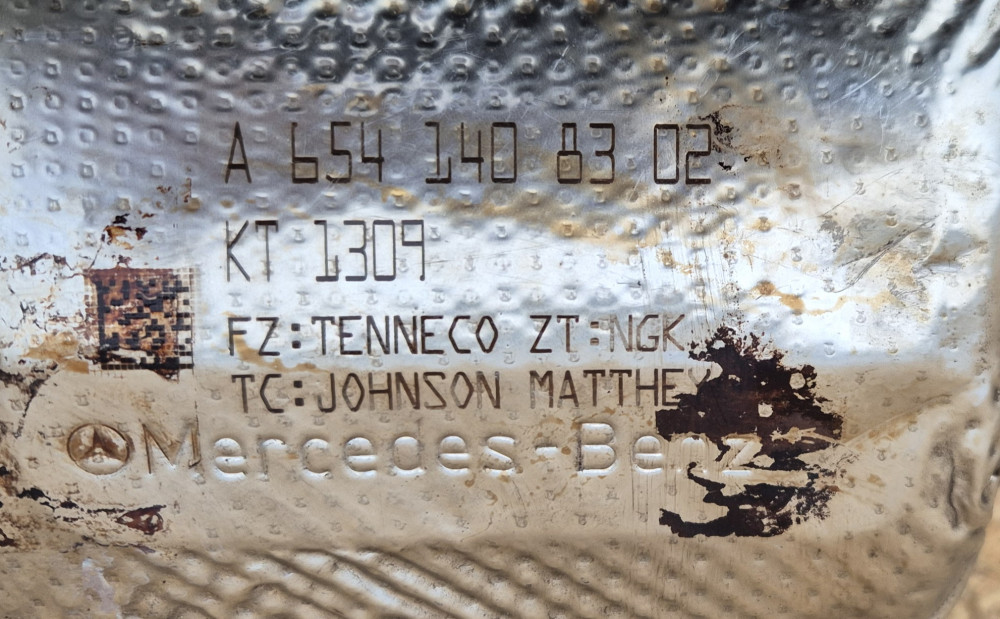 A 654 140 83 02
KT 1309
FZ:TENNECO ZT:NGK
TC:JOHNSON MATTHEY
Mercedes-Benz